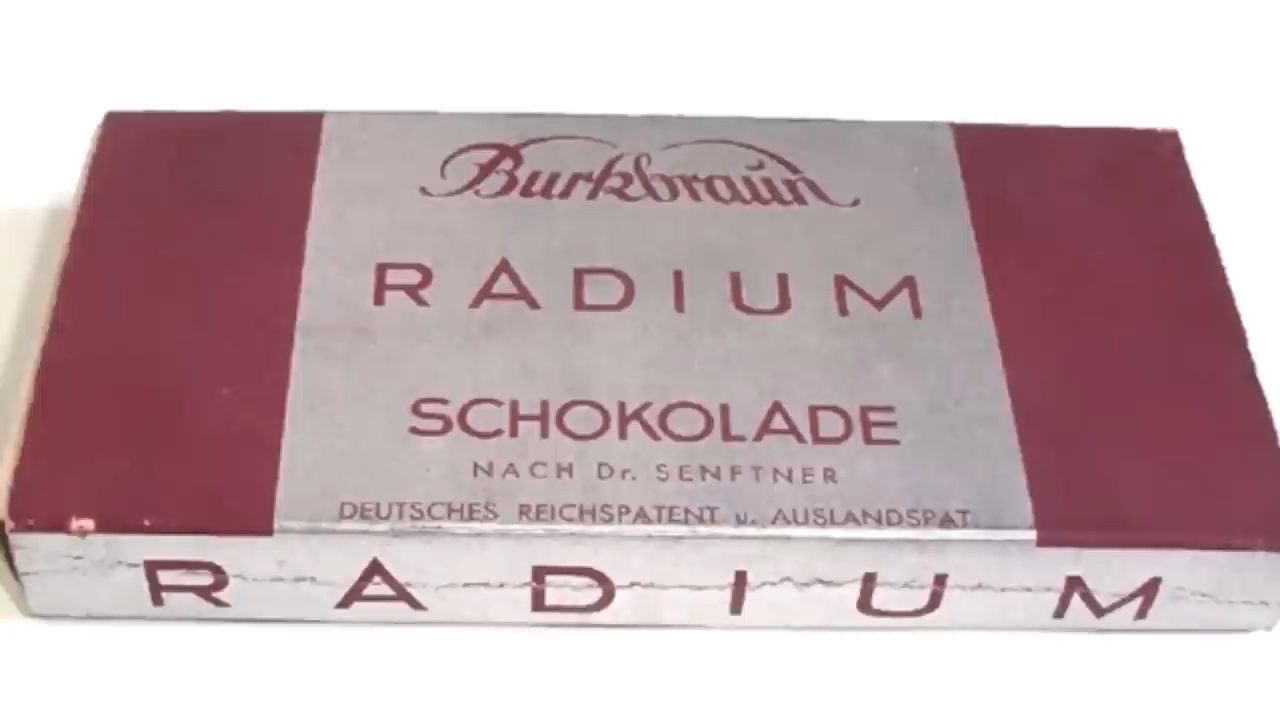 Burkbraun
RADIUM
SCHOKOLADE
NACH Dr. SENFTNER
DEUTSCHES REICHSPATENT u. AUSLANDSPAT.
RADIUM